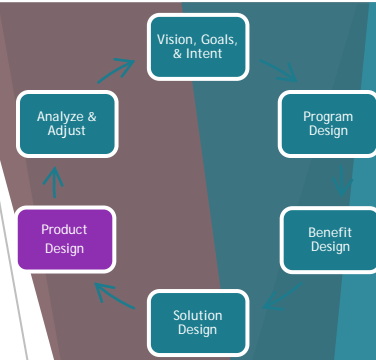 Vision, Goals,
& Intent
Program
Design
Benefit
Design
Solution
Design
Product
Design
Analyze &
Adjust